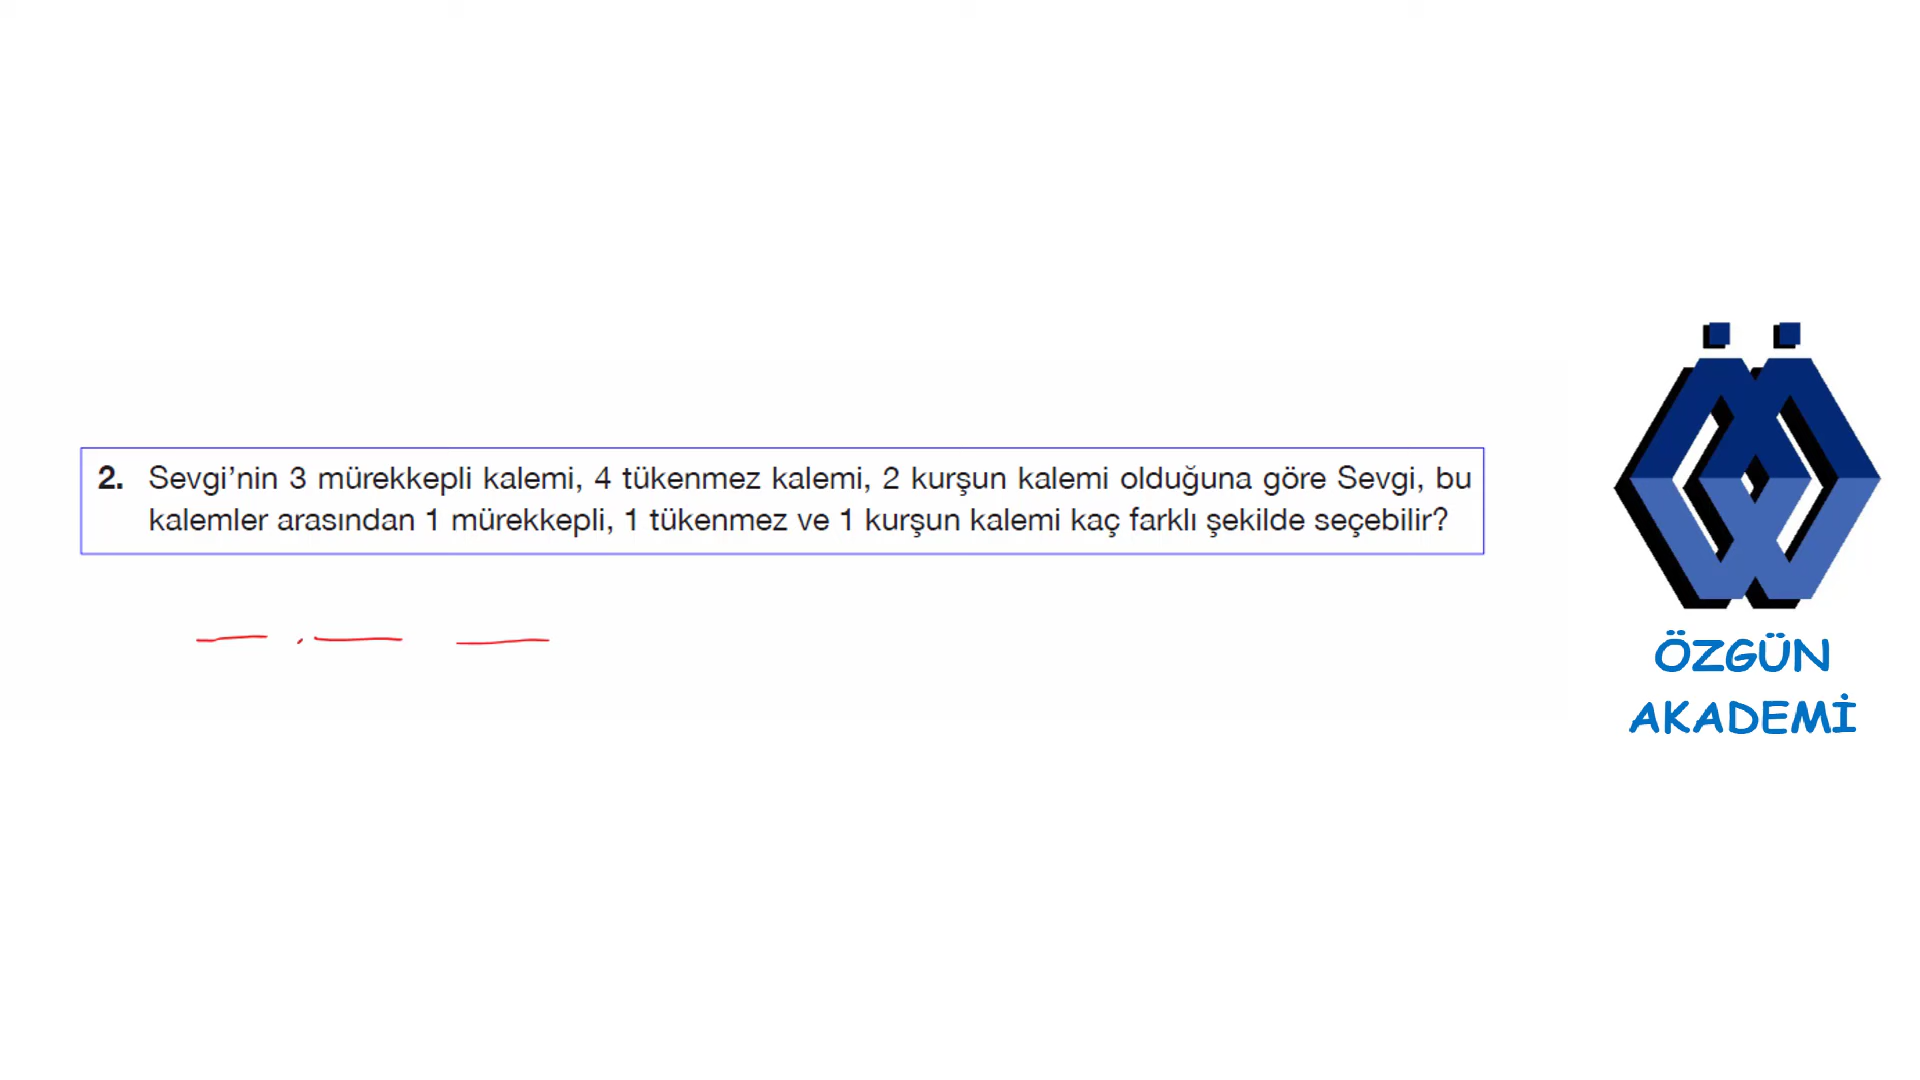 2. Sevgi’nin 3 mürekkepli kalemi, 4 tükenmez kalemi, 2 kurşun kalemi olduğuna göre Sevgi, bu
kalemler arasından 1 mürekkepli, 1 tükenmez ve 1 kurşun kalemi kaç farklı şekilde seçebilir?
ÖZGÜN
AKADEMİ